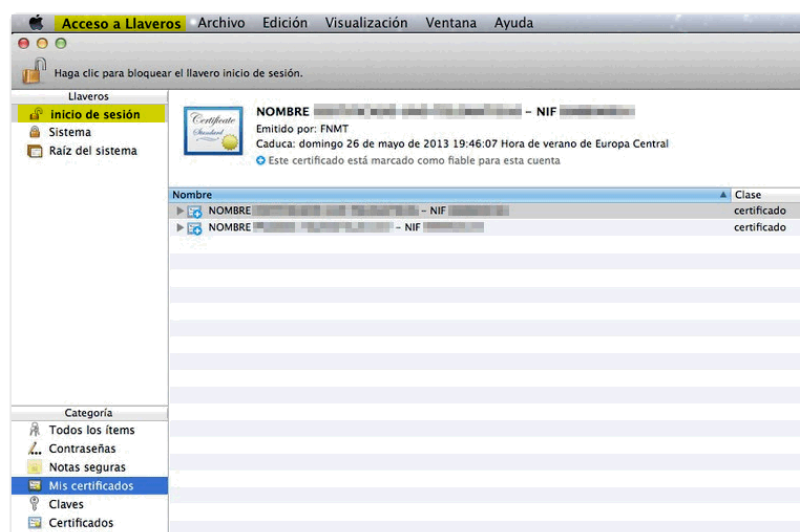 Acceso a Llaveros Archivo Edición Visualización Ventana Ayuda
Haga clic para bloquear el llavero inicio de sesión.
Llaveros
inicio de sesión
Sistema
Raíz del sistema
Certificate
Standard
NOMBRE – NIF
Emitido por: FNMT
Caduca: domingo 26 de mayo de 2013 19:46:07 Hora de verano de Europa Central
Este certificado está marcado como fiable para esta cuenta
Nombre Clase
NOMBRE – NIF certificado
NOMBRE – NIF certificado
Categoría
Todos los ítems
Contraseñas
Notas seguras
Mis certificados
Claves
Certificados